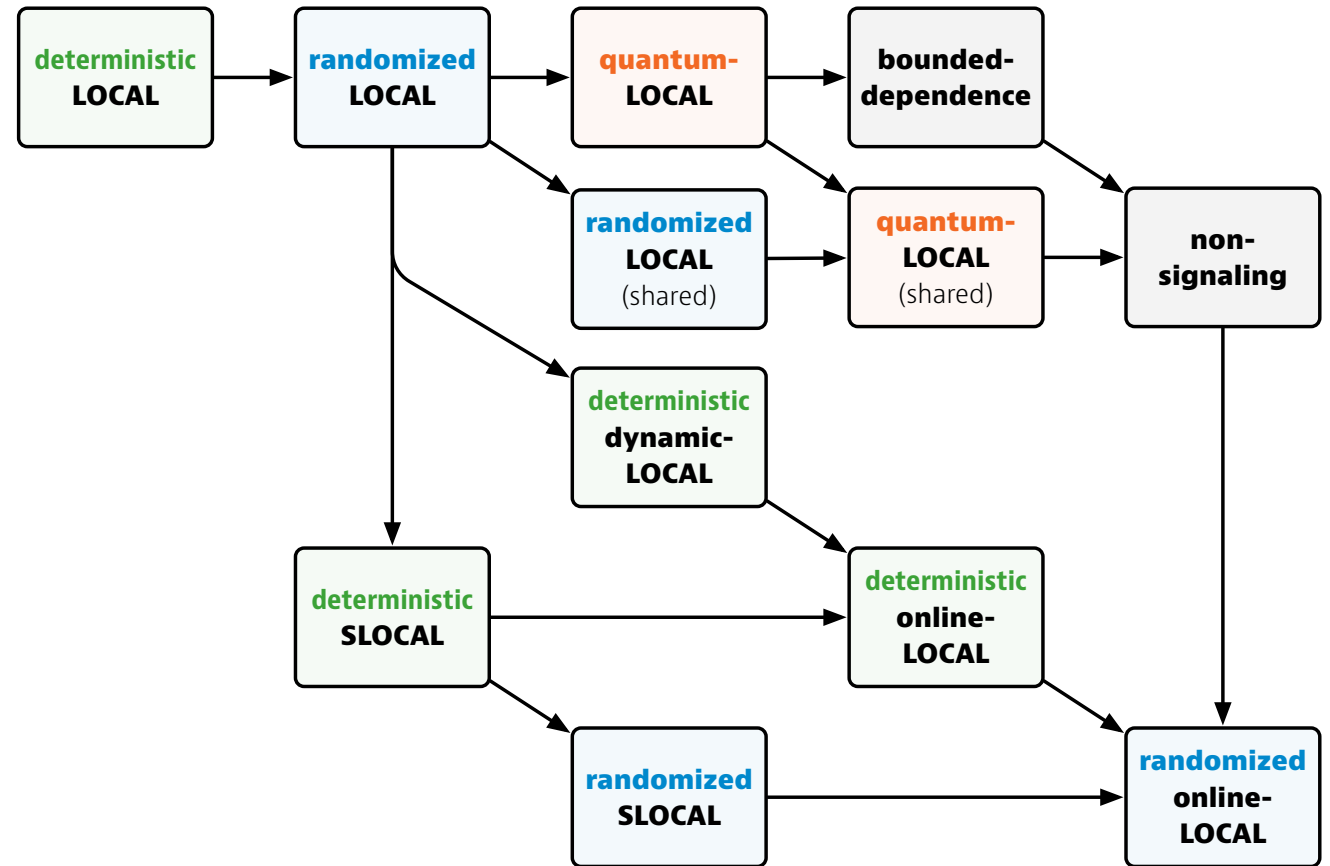 deterministic
LOCAL
randomized
LOCAL
quantum-
LOCAL
bounded-
dependence
randomized
LOCAL
(shared)
quantum-
LOCAL
(shared)
non-
signaling
deterministic
dynamic-
LOCAL
deterministic
SLOCAL
deterministic
online-
LOCAL
randomized
SLOCAL
randomized
online-
LOCAL